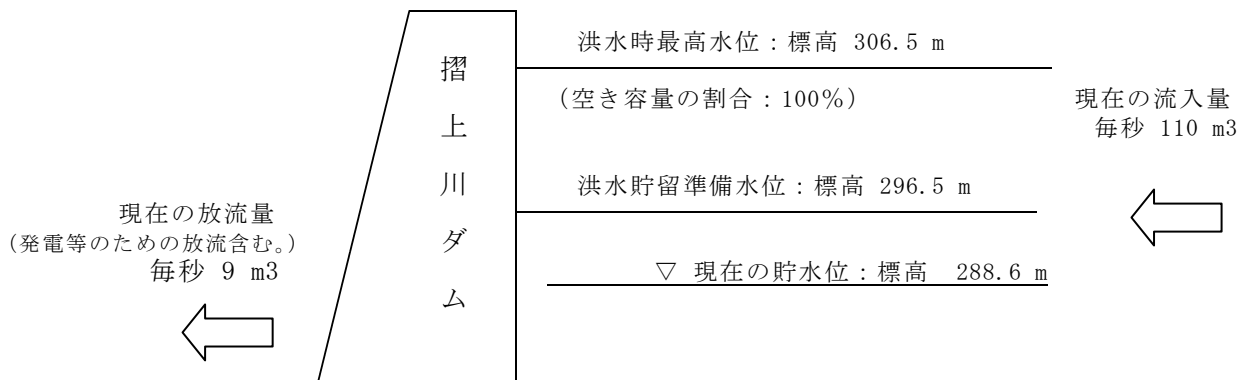 洪水時最高水位：標高 306.5 m
（空き容量の割合：100％）
現在の流入量
毎秒 110 m3
摺上川ダム
洪水貯留準備水位：標高 296.5 m
現在の放流量
（発電等のための放流含む。）
毎秒 9 m3
▽ 現在の貯水位：標高 288.6 m